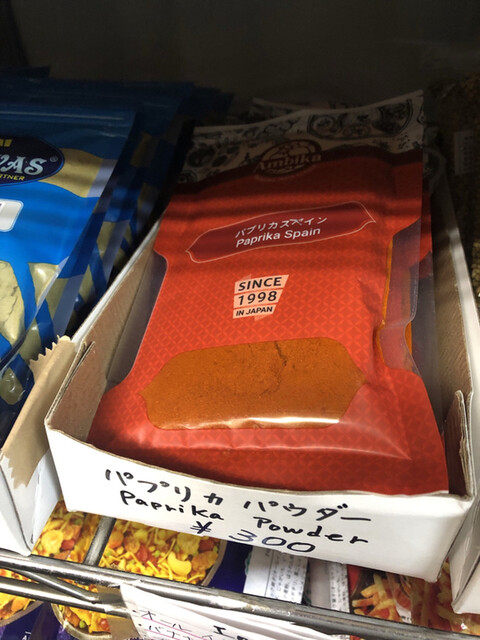 Ambika
パプリカスペイン
Paprika Spain
SINCE
1998
IN JAPAN
パプリカ パウダー
Paprika Powder
¥300